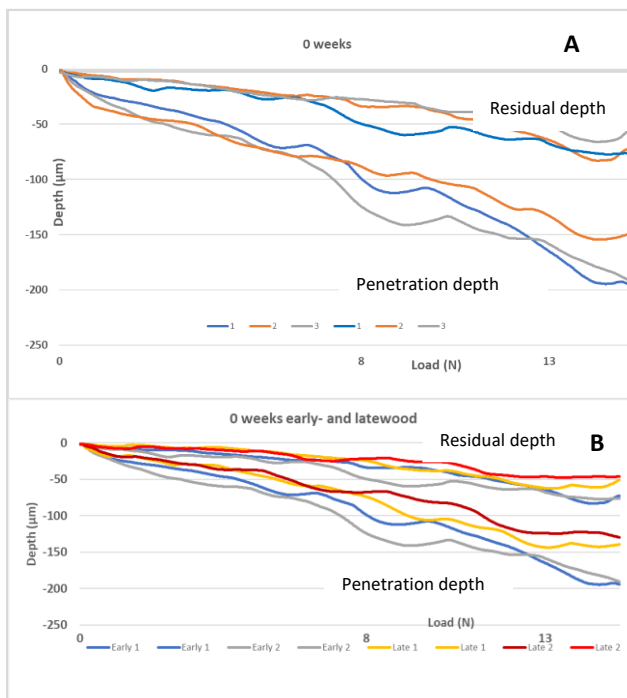 0 weeks
A
0
-50
-100
-150
-200
-250
Depth (µm)
Residual depth
Penetration depth
1 2 3 1 2 3
0 8 13
Load (N)
0 weeks early- and latewood
B
0
-50
-100
-150
-200
-250
Depth (µm)
Residual depth
Penetration depth
Load (N)
0 8 13
Early 1 Early 1 Early 2 Early 2 Late 1 Late 1 Late 2 Late 2